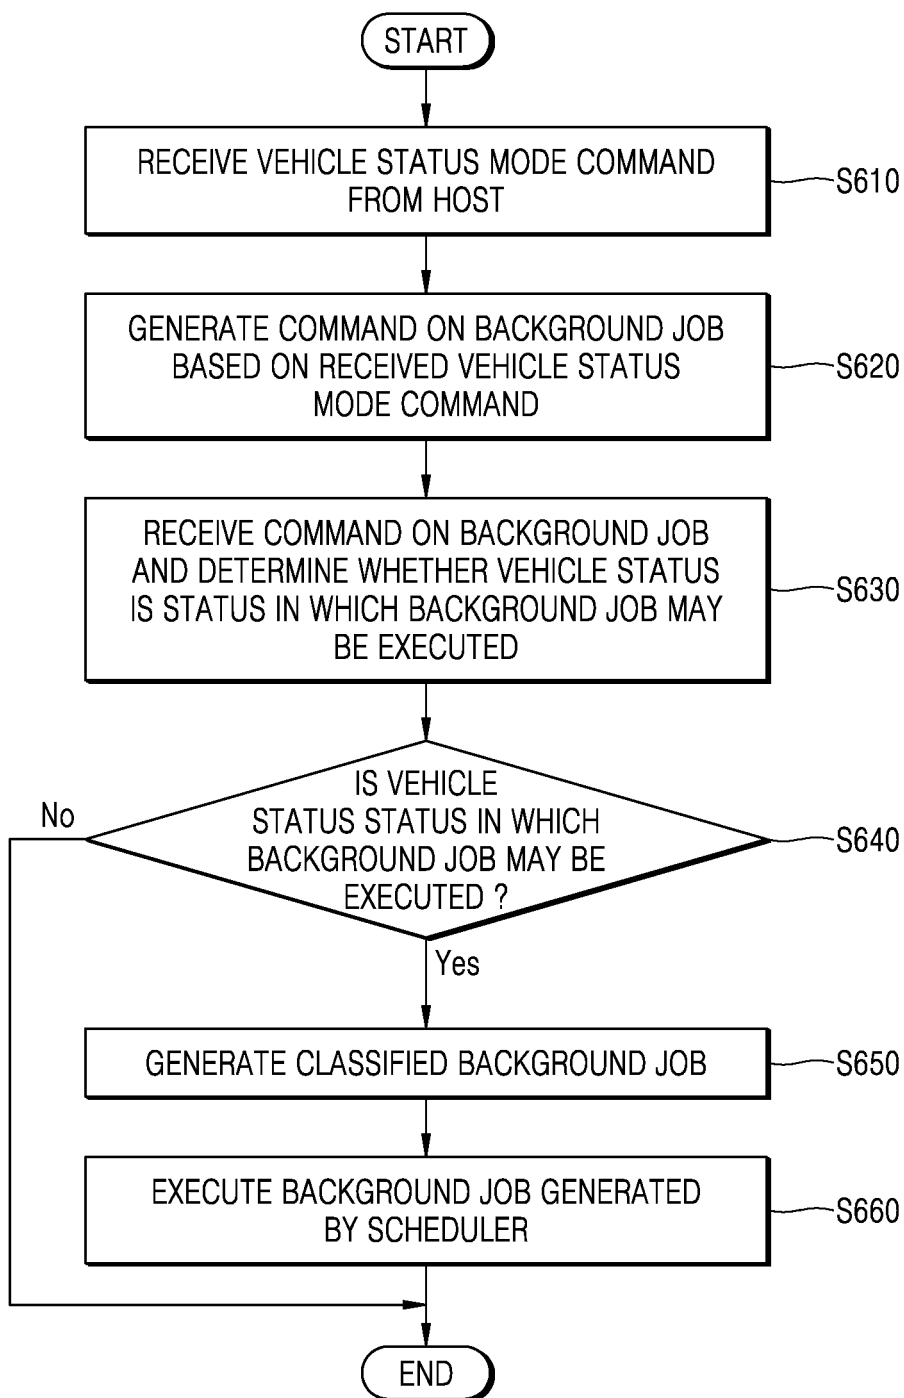 START
RECEIVE VEHICLE STATUS MODE COMMAND
FROM HOST
S610
GENERATE COMMAND ON BACKGROUND JOB
BASED ON RECEIVED VEHICLE STATUS
MODE COMMAND
S620
RECEIVE COMMAND ON BACKGROUND JOB
AND DETERMINE WHETHER VEHICLE STATUS
IS STATUS IN WHICH BACKGROUND JOB MAY
BE EXECUTED
S630
IS VEHICLE
STATUS STATUS IN WHICH
BACKGROUND JOB MAY BE
EXECUTED ?
S640
No
Yes
GENERATE CLASSIFIED BACKGROUND JOB
S650
EXECUTE BACKGROUND JOB GENERATED
BY SCHEDULER
S660
END